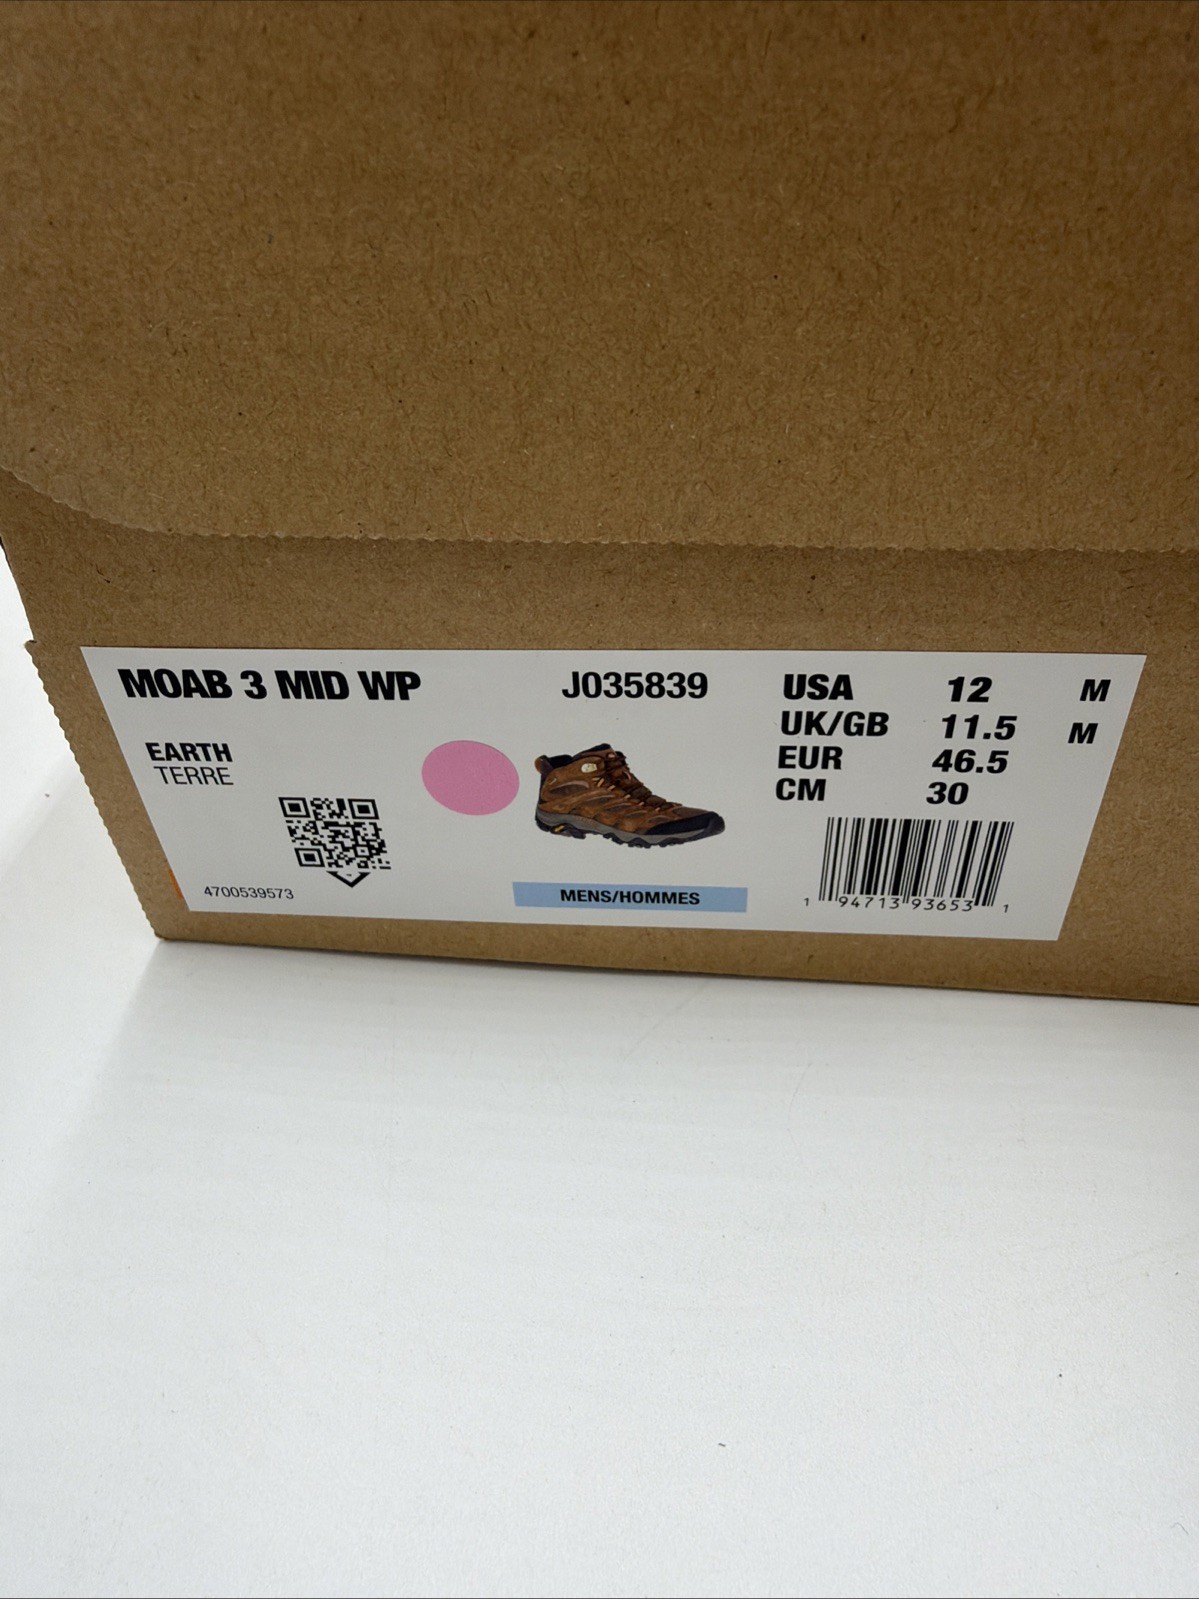 MOAB 3 MID WP
J035839
EARTH
TERRE
4700539573
MENS/HOMMES
USA 12 M
UK/GB 11.5 M
EUR 46.5
CM 30
1 94713 93653 1